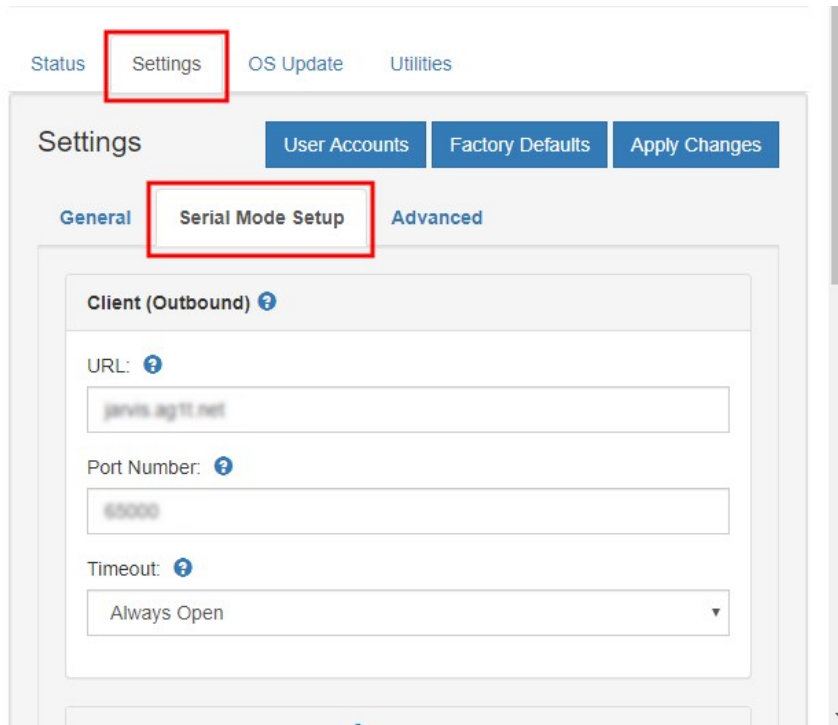 Status Settings OS Update Utilities
Settings User Accounts Factory Defaults Apply Changes
General Serial Mode Setup Advanced
Client (Outbound)
URL:
Port Number:
65000
Timeout:
Always Open